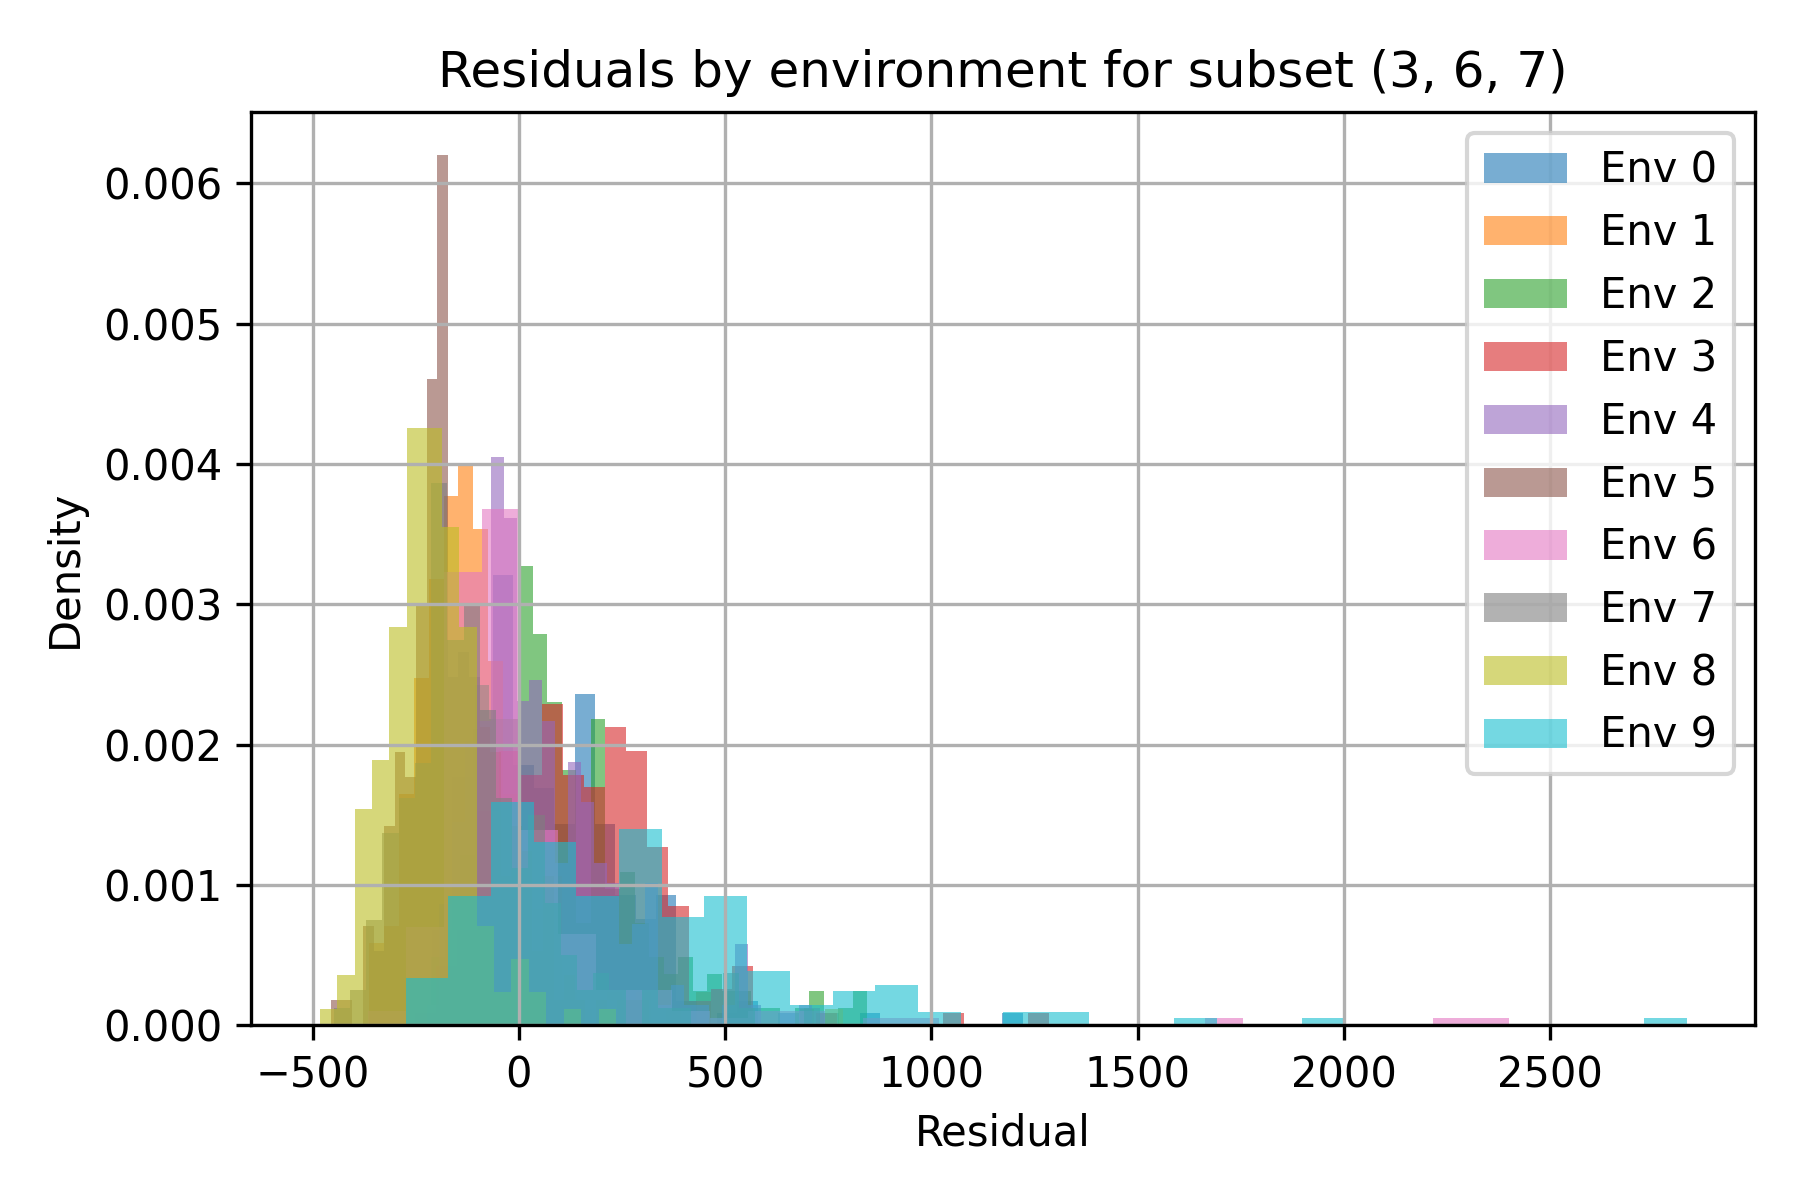 Residuals by environment for subset (3, 6, 7)
Density
0.006
0.005
0.004
0.003
0.002
0.001
0.000
−500
0
500
1000
1500
2000
2500
Residual
Env 0
Env 1
Env 2
Env 3
Env 4
Env 5
Env 6
Env 7
Env 8
Env 9